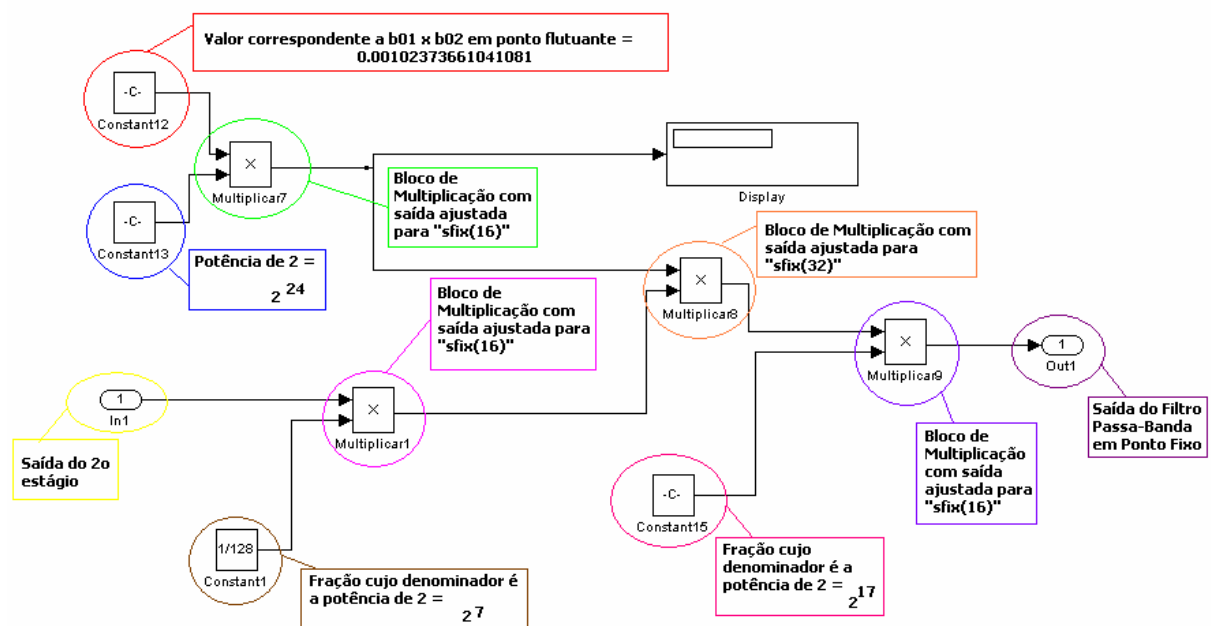 Valor correspondente a b01 x b02 em ponto flutuante =
0.00102373661041081
-C-
Constant12
×
Multiplicar7
Bloco de
Multiplicação com
saída ajustada
para "sfix(16)"
Display
-C-
Constant13
Potência de 2 =
2 24
Bloco de Multiplicação com
saída ajustada para
"sfix(32)"
×
Multiplicar8
Bloco de
Multiplicação com
saída ajustada para
"sfix(16)"
×
Multiplicar9
1
Out1
1
In1
×
Multiplicar1
Saída do 2o
estágio
Saída do Filtro
Passa-Banda
em Ponto Fixo
Bloco de
Multiplicação
com saída
ajustada para
"sfix(16)"
-C-
Constant15
1/128
Constant1
Fração cujo denominador é
a potência de 2 =
2 7
Fração cujo
denominador é a
potência de 2 =
2 17